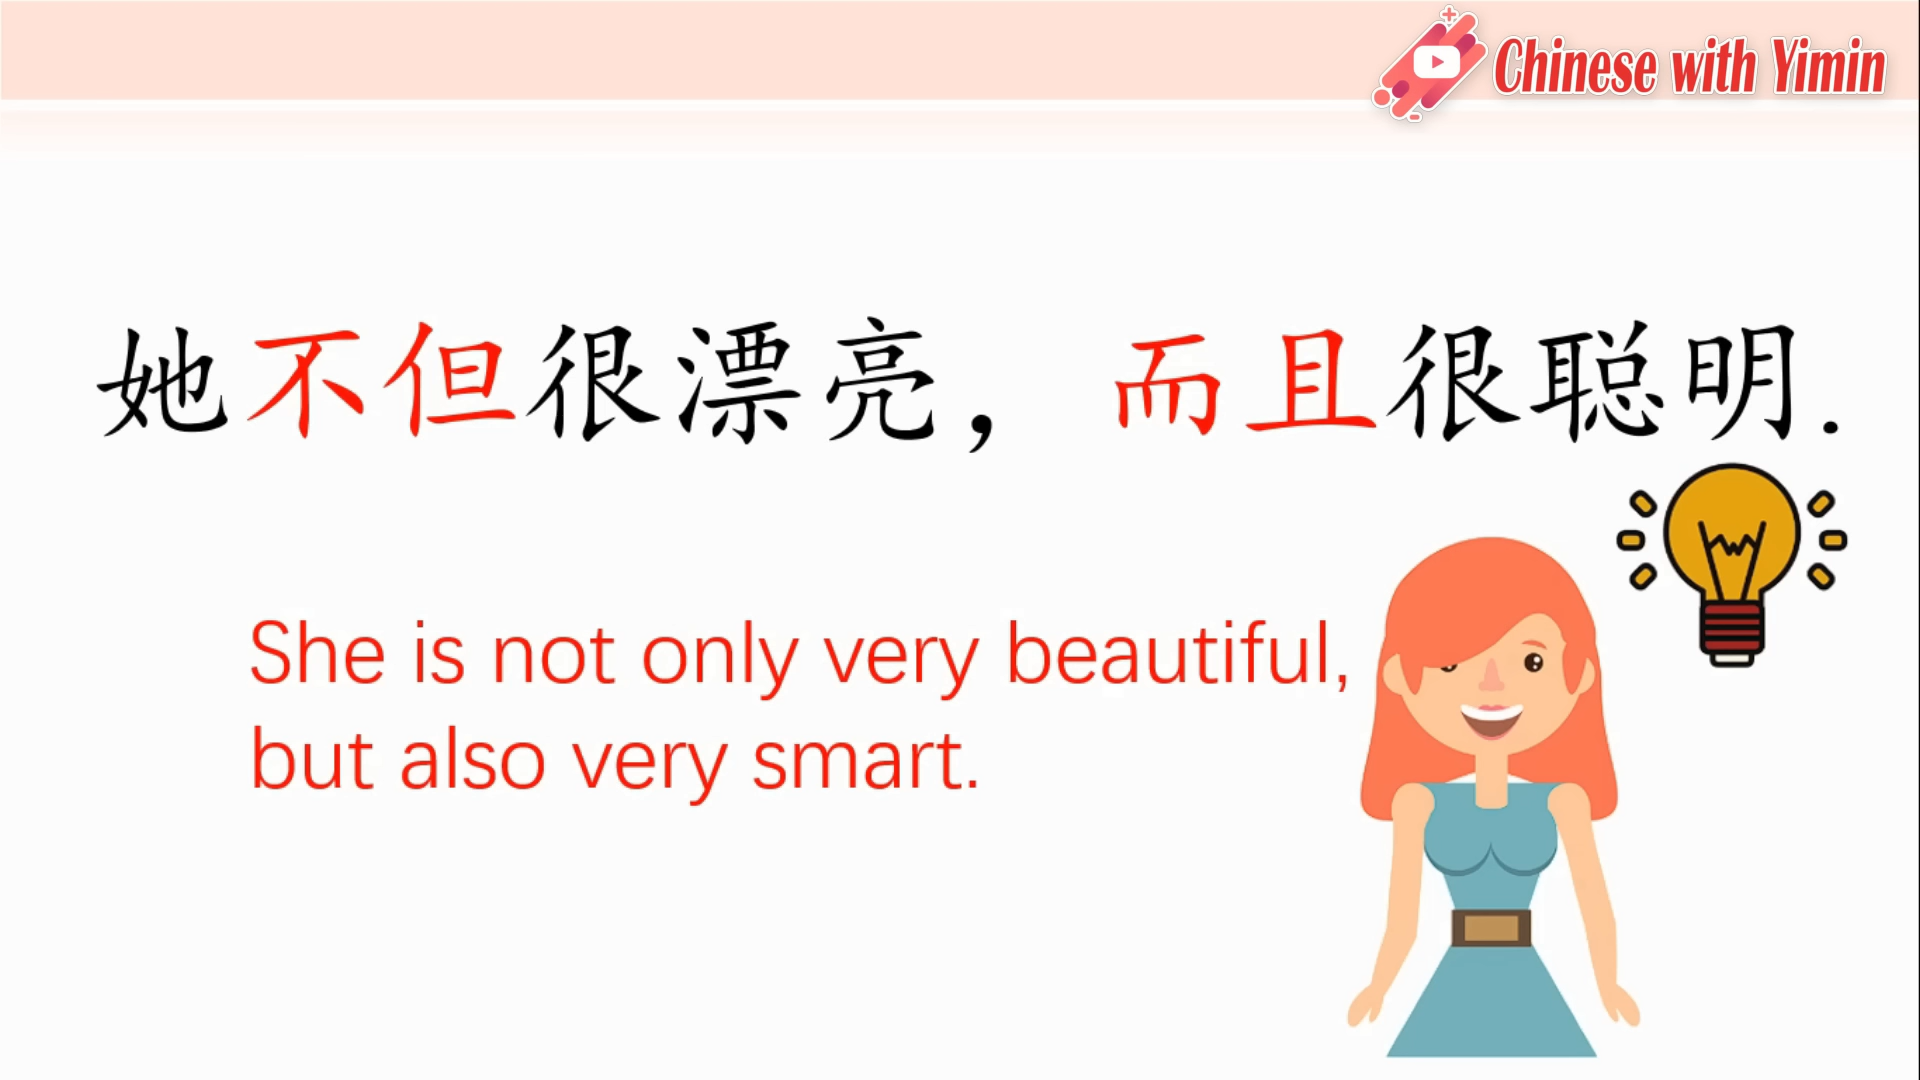 Chinese with Yimin
她不但很漂亮，而且很聪明.
She is not only very beautiful,
but also very smart.